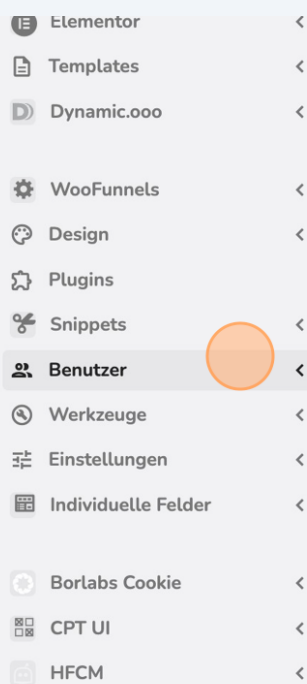 Elementor
Templates
Dynamic.ooo
WooFunnels
Design
Plugins
Snippets
Benutzer
Werkzeuge
Einstellungen
Individuelle Felder
Borlabs Cookie
CPT UI
HFCM